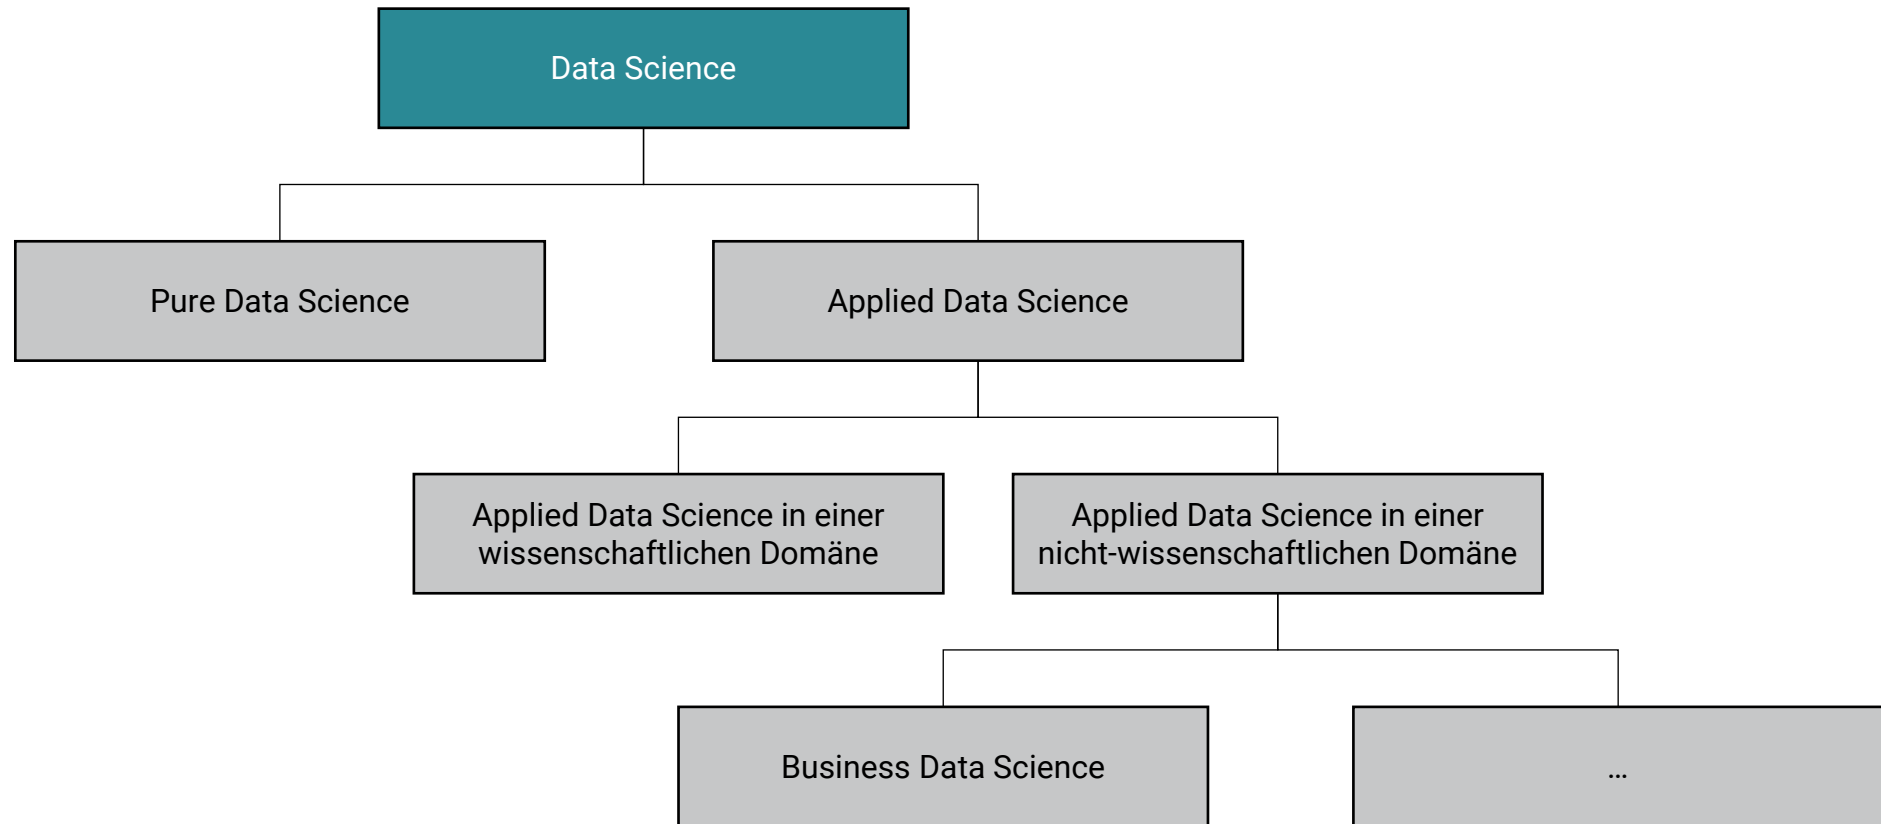 Data Science
Pure Data Science
Applied Data Science
Applied Data Science in einer
wissenschaftlichen Domäne
Applied Data Science in einer
nicht-wissenschaftlichen Domäne
Business Data Science
...